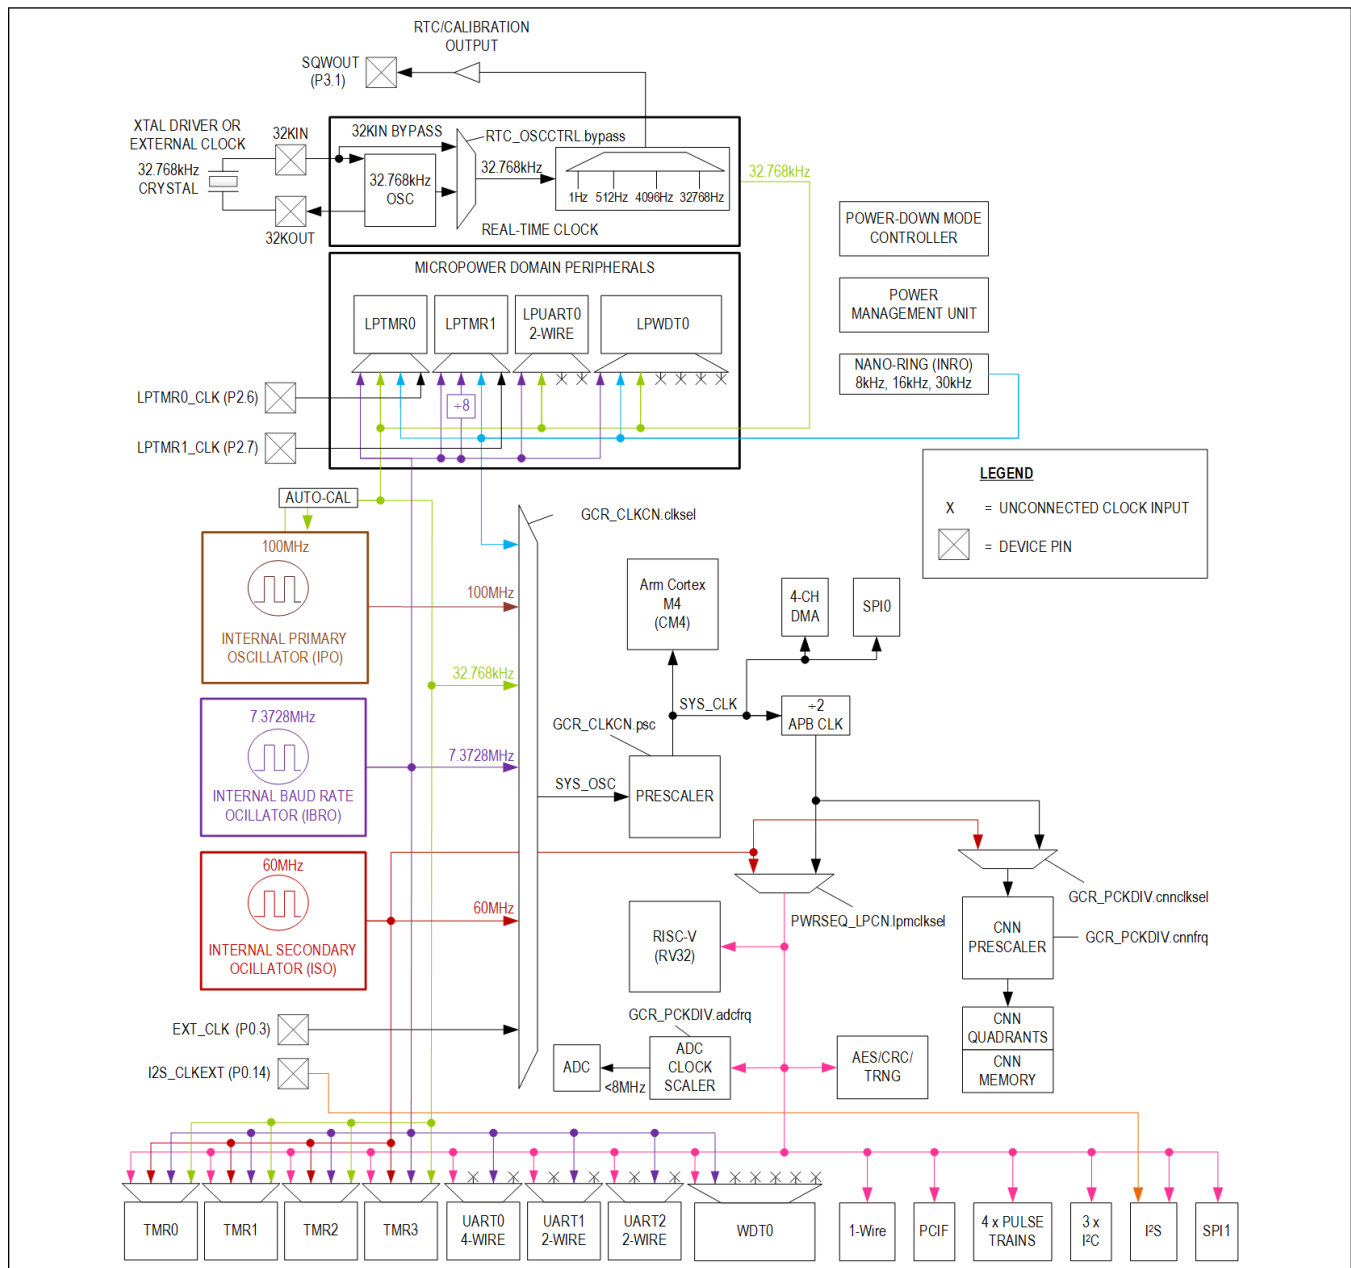 RTC/CALIBRATION
OUTPUT
SQWOUT
(P3.1)
XTAL DRIVER OR
EXTERNAL CLOCK
32KIN
32KIN BYPASS
RTC_OSCCTRL.bypass
32.768kHz
CRYSTAL
32.768kHz
OSC
32.768kHz
1Hz
512Hz
4096Hz
32768Hz
32.768kHz
32KOUT
REAL-TIME CLOCK
POWER-DOWN MODE
CONTROLLER
MICROPOWER DOMAIN PERIPHERALS
POWER
MANAGEMENT UNIT
LPTMR0
LPTMR1
LPUART0
2-WIRE
LPWDT0
NANO-RING (INRO)
8kHz, 16kHz, 30kHz
LPTMR0_CLK (P2.6)
÷8
LPTMR1_CLK (P2.7)
LEGEND
X = UNCONNECTED CLOCK INPUT
= DEVICE PIN
AUTO-CAL
GCR_CLKCN.clksel
100MHz
INTERNAL PRIMARY
OSCILLATOR (IPO)
100MHz
Arm Cortex
M4
(CM4)
4-CH
DMA
SPI0
32.768kHz
SYS_CLK
÷2
APB CLK
7.3728MHz
INTERNAL BAUD RATE
OCILLATOR (IBRO)
7.3728MHz
GCR_CLKCN.psc
SYS_OSC
PRESCALER
60MHz
INTERNAL SECONDARY
OCILLATOR (ISO)
60MHz
GCR_PCKDIV.cnnclksel
PWRSEQ_LPCN.lpmclksel
RISC-V
(RV32)
CNN
PRESCALER
GCR_PCKDIV.cnnfrq
EXT_CLK (P0.3)
GCR_PCKDIV.adcfrq
CNN
QUADRANTS
CNN
MEMORY
I2S_CLKEXT (P0.14)
ADC
<8MHz
ADC
CLOCK
SCALER
AES/CRC/
TRNG
TMR0
TMR1
TMR2
TMR3
UART0
4-WIRE
UART1
2-WIRE
UART2
2-WIRE
WDT0
1-Wire
PCIF
4 x PULSE
TRAINS
3 x
I²C
I²S
SPI1